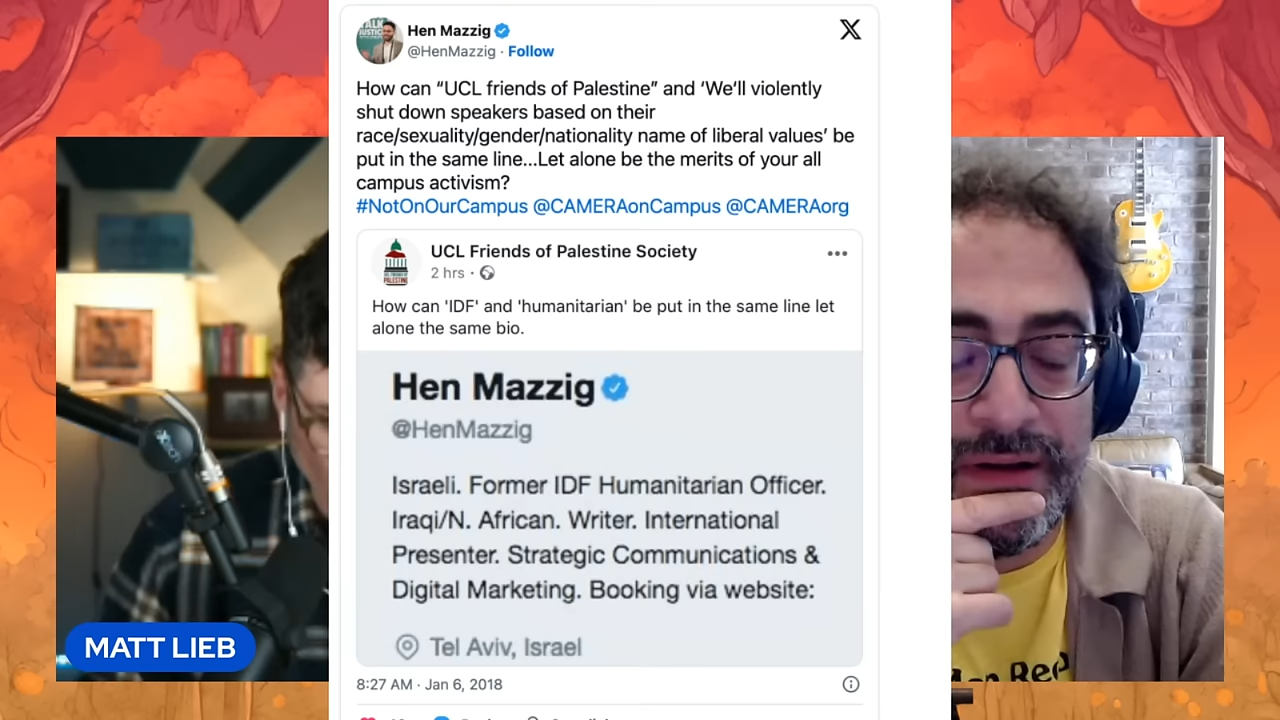 Hen Mazzig
@HenMazzig · Follow
How can “UCL friends of Palestine” and ‘We’ll violently
shut down speakers based on their
race/sexuality/gender/nationality name of liberal values’ be
put in the same line...Let alone be the merits of your all
campus activism?
#NotOnOurCampus @CAMERAonCampus @CAMERAorg
UCL Friends of Palestine Society
2 hrs ·
How can 'IDF' and 'humanitarian' be put in the same line let
alone the same bio.
Hen Mazzig
@HenMazzig
Israeli. Former IDF Humanitarian Officer.
Iraqi/N. African. Writer. International
Presenter. Strategic Communications &
Digital Marketing. Booking via website:
Tel Aviv, Israel
8:27 AM · Jan 6, 2018
MATT LIEB